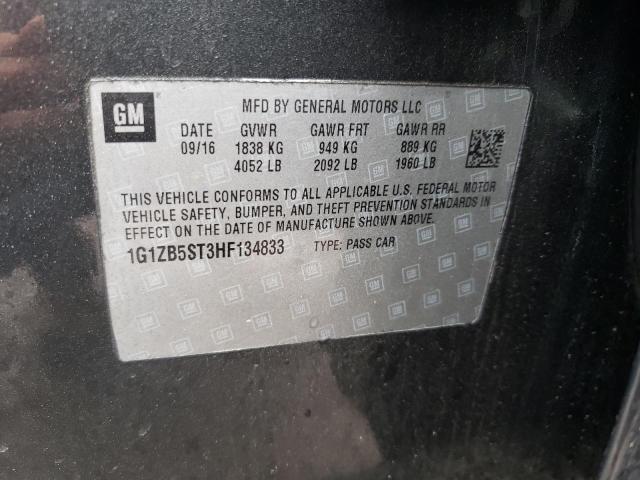 GM
MFD BY GENERAL MOTORS LLC
DATE GVWR GAWR FRT GAWR RR
09/16 1838 KG 949 KG 889 KG
4052 LB 2092 LB 1960 LB
THIS VEHICLE CONFORMS TO ALL APPLICABLE U.S. FEDERAL MOTOR
VEHICLE SAFETY, BUMPER, AND THEFT PREVENTION STANDARDS IN
EFFECT ON THE DATE OF MANUFACTURE SHOWN ABOVE.
1G1ZB5ST3HF134833 TYPE: PASS CAR